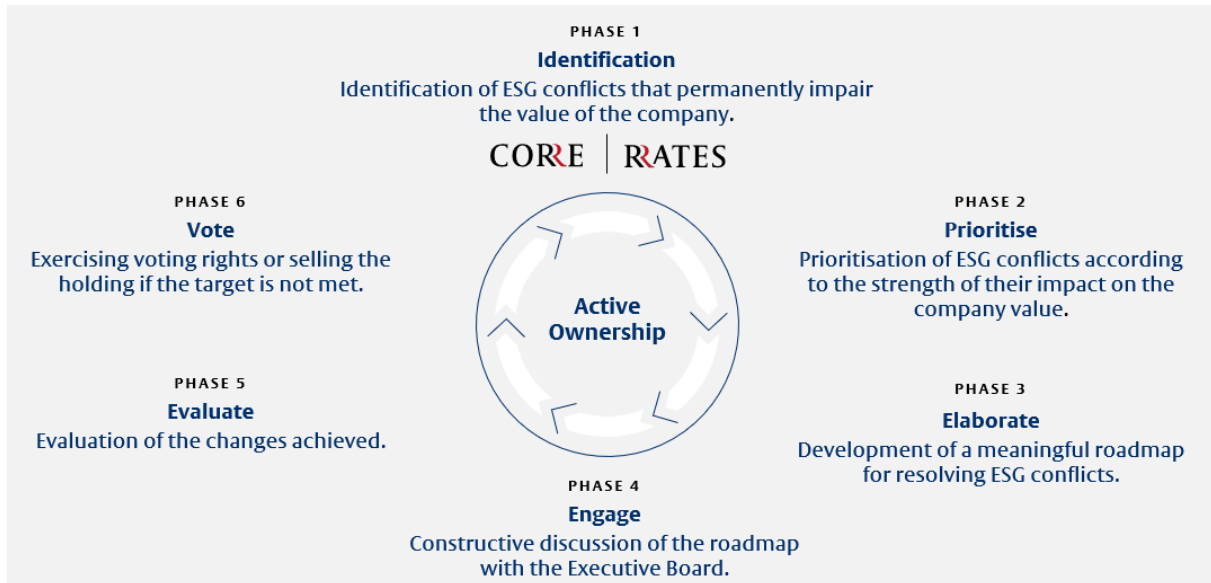 PHASE 1
Identification
Identification of ESG conflicts that permanently impair
the value of the company.
CORRE | RRATES
PHASE 2
Prioritise
Prioritisation of ESG conflicts according
to the strength of their impact on the
company value.
PHASE 3
Elaborate
Development of a meaningful roadmap
for resolving ESG conflicts.
PHASE 4
Engage
Constructive discussion of the roadmap
with the Executive Board.
PHASE 5
Evaluate
Evaluation of the changes achieved.
PHASE 6
Vote
Exercising voting rights or selling the
holding if the target is not met.
Active
Ownership